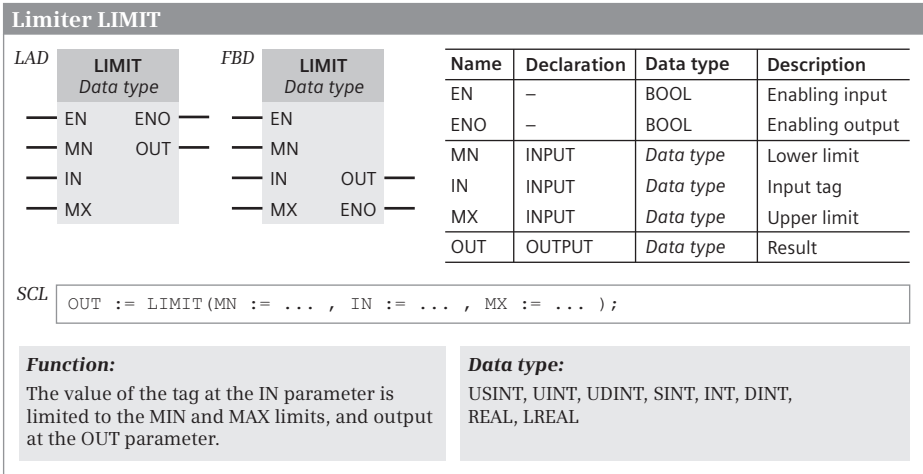 Limiter LIMIT
LAD
LIMIT
Data type
EN ENO
MN OUT
IN
MX
FBD
LIMIT
Data type
EN
MN
IN OUT
MX ENO
Name Declaration Data type Description
EN – BOOL Enabling input
ENO – BOOL Enabling output
MN INPUT Data type Lower limit
IN INPUT Data type Input tag
MX INPUT Data type Upper limit
OUT OUTPUT Data type Result
SCL
OUT := LIMIT(MN := ... , IN := ... , MX := ... );
Function:
The value of the tag at the IN parameter is
limited to the MIN and MAX limits, and output
at the OUT parameter.
Data type:
USINT, UINT, UDINT, SINT, INT, DINT,
REAL, LREAL